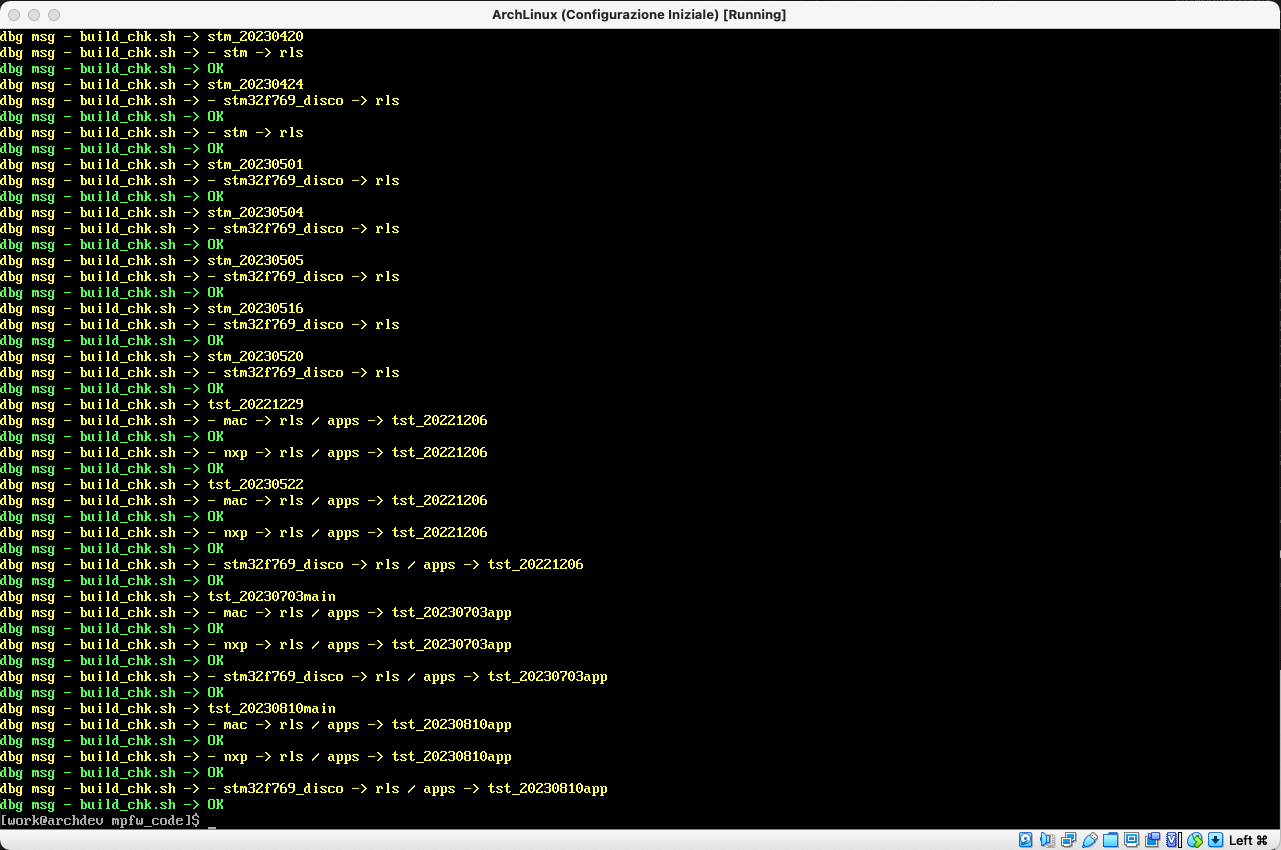 ArchLinux (Configurazione Iniziale) [Running]
dbg msg - build_chk.sh -> stm_20230420
dbg msg - build_chk.sh -> - stm -> rls
dbg msg - build_chk.sh -> OK
dbg msg - build_chk.sh -> stm_20230424
dbg msg - build_chk.sh -> - stm32f769_disco -> rls
dbg msg - build_chk.sh -> OK
dbg msg - build_chk.sh -> - stm -> rls
dbg msg - build_chk.sh -> OK
dbg msg - build_chk.sh -> stm_20230501
dbg msg - build_chk.sh -> - stm32f769_disco -> rls
dbg msg - build_chk.sh -> OK
dbg msg - build_chk.sh -> stm_20230504
dbg msg - build_chk.sh -> - stm32f769_disco -> rls
dbg msg - build_chk.sh -> OK
dbg msg - build_chk.sh -> stm_20230505
dbg msg - build_chk.sh -> - stm32f769_disco -> rls
dbg msg - build_chk.sh -> OK
dbg msg - build_chk.sh -> stm_20230516
dbg msg - build_chk.sh -> - stm32f769_disco -> rls
dbg msg - build_chk.sh -> OK
dbg msg - build_chk.sh -> stm_20230520
dbg msg - build_chk.sh -> - stm32f769_disco -> rls
dbg msg - build_chk.sh -> OK
dbg msg - build_chk.sh -> tst_20221229
dbg msg - build_chk.sh -> - mac -> rls / apps -> tst_20221206
dbg msg - build_chk.sh -> OK
dbg msg - build_chk.sh -> - nxp -> rls / apps -> tst_20221206
dbg msg - build_chk.sh -> OK
dbg msg - build_chk.sh -> tst_20230522
dbg msg - build_chk.sh -> - mac -> rls / apps -> tst_20221206
dbg msg - build_chk.sh -> OK
dbg msg - build_chk.sh -> - nxp -> rls / apps -> tst_20221206
dbg msg - build_chk.sh -> OK
dbg msg - build_chk.sh -> - stm32f769_disco -> rls / apps -> tst_20221206
dbg msg - build_chk.sh -> OK
dbg msg - build_chk.sh -> tst_20230703main
dbg msg - build_chk.sh -> - mac -> rls / apps -> tst_20230703app
dbg msg - build_chk.sh -> OK
dbg msg - build_chk.sh -> - nxp -> rls / apps -> tst_20230703app
dbg msg - build_chk.sh -> OK
dbg msg - build_chk.sh -> - stm32f769_disco -> rls / apps -> tst_20230703app
dbg msg - build_chk.sh -> OK
dbg msg - build_chk.sh -> tst_20230810main
dbg msg - build_chk.sh -> - mac -> rls / apps -> tst_20230810app
dbg msg - build_chk.sh -> OK
dbg msg - build_chk.sh -> - nxp -> rls / apps -> tst_20230810app
dbg msg - build_chk.sh -> OK
dbg msg - build_chk.sh -> - stm32f769_disco -> rls / apps -> tst_20230810app
dbg msg - build_chk.sh -> OK
[work@archdev mpfw_code]$ _
Left ⌘